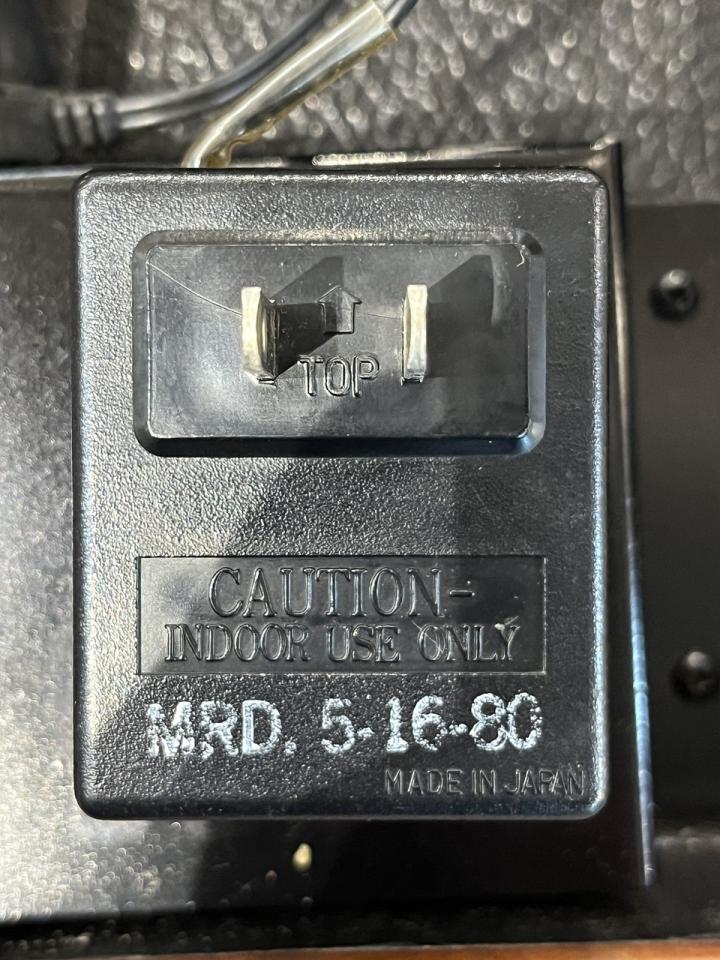 TOP
CAUTION-
INDOOR USE ONLY
MRD. 5-16-80
MADE IN JAPAN